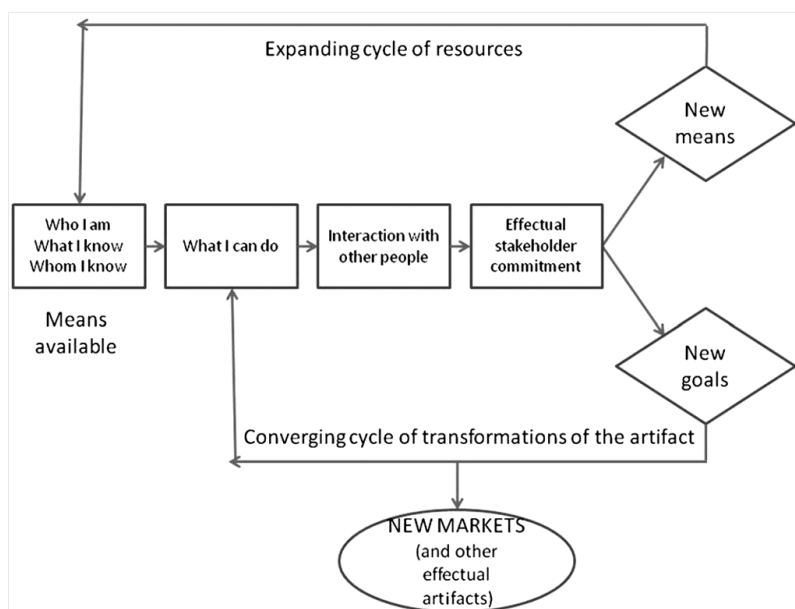 Expanding cycle of resources
New
means
Who I am
What I know
Whom I know
What I can do
Interaction with
other people
Effectual
stakeholder
commitment
Means
available
New
goals
Converging cycle of transformations of the artifact
NEW MARKETS
(and other
effectual
artifacts)